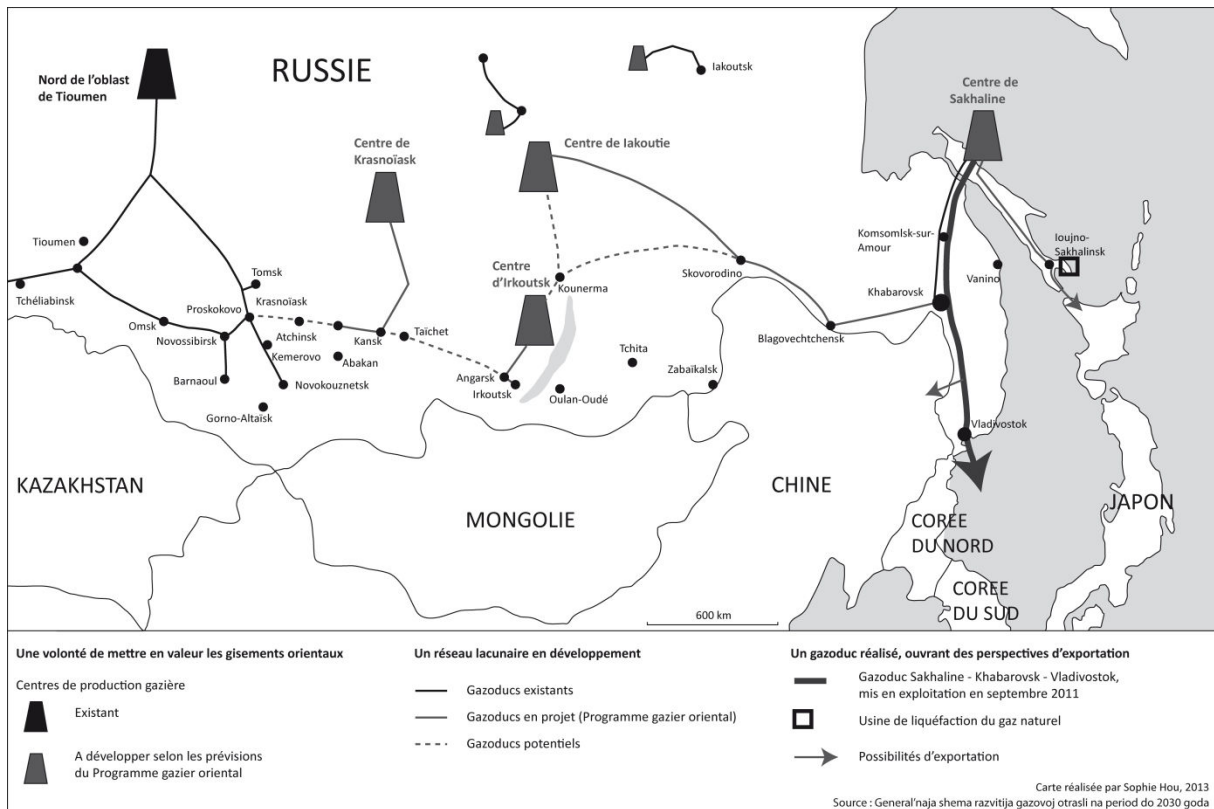 RUSSIE
Nord de l'oblast
de Tioumen
Iakoutsk
Centre de
Sakhaline
Centre de
Krasnoïask
Centre de Iakoutie
Tioumen
Tchéliabinsk
Omsk
Novossibirsk
Barnaoul
Gorno-Altaïsk
Tomsk
Proskokovo
Krasnoïask
Atchinsk
Kemerovo
Novokouznetsk
Abakan
Kansk
Taïchet
Centre
d'Irkoutsk
Kounerma
Angarsk
Irkoutsk
Oulan-Oudé
Tchita
Zabaïkalsk
Skovorodino
Blagovechtchensk
Komsomlsk-sur-
Amour
Khabarovsk
Vanino
Ioujno-
Sakhalinsk
Vladivostok
KAZAKHSTAN
MONGOLIE
CHINE
COREE
DU NORD
COREE
DU SUD
JAPON
600 km
Une volonté de mettre en valeur les gisements orientaux
Centres de production gazière
Existant
A développer selon les prévisions
du Programme gazier oriental
Un réseau lacunaire en développement
Gazoducs existants
Gazoducs en projet (Programme gazier oriental)
Gazoducs potentiels
Un gazoduc réalisé, ouvrant des perspectives d'exportation
Gazoduc Sakhaline - Khabarovsk - Vladivostok,
mis en exploitation en septembre 2011
Usine de liquéfaction du gaz naturel
Possibilités d'exportation
Carte réalisée par Sophie Hou, 2013
Source : General'naja shema razvitija gazovoj otrasli na period do 2030 goda